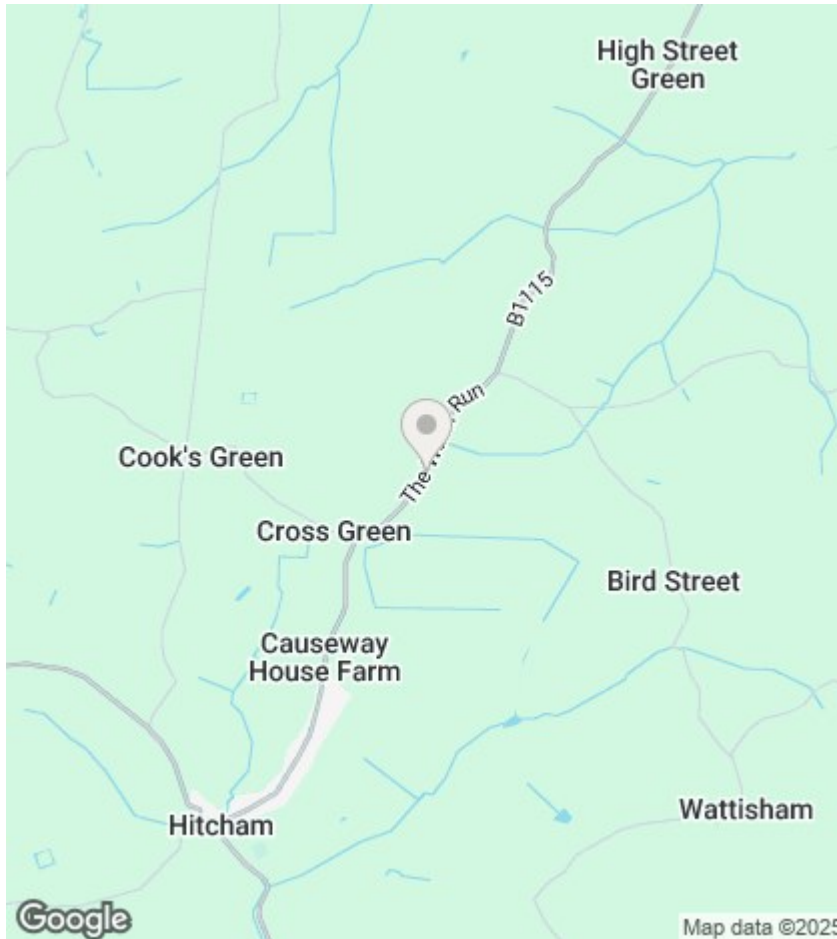 High Street
Green
B1115
Run
The
Cook's Green
Cross Green
Bird Street
Causeway
House Farm
Hitcham
Wattisham
Google
Map data ©2025